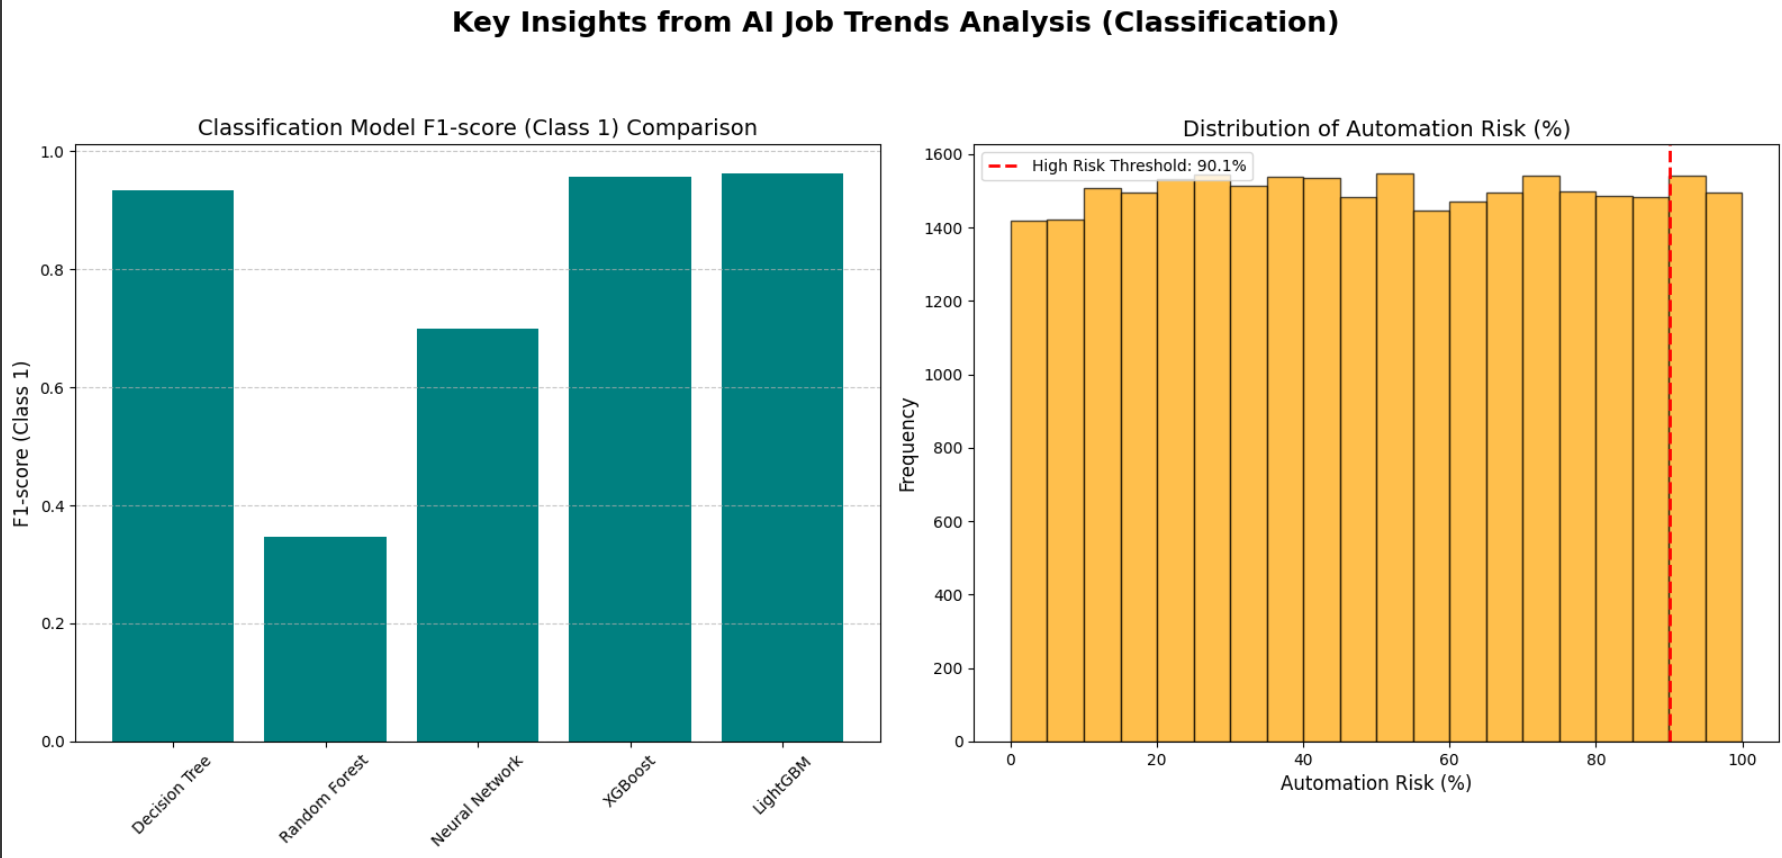 Key Insights from AI Job Trends Analysis (Classification)
Classification Model F1-score (Class 1) Comparison
F1-score (Class 1)
1.0
0.8
0.6
0.4
0.2
0.0
Decision Tree
Random Forest
Neural Network
XGBoost
LightGBM
Distribution of Automation Risk (%)
High Risk Threshold: 90.1%
Frequency
1600
1400
1200
1000
800
600
400
200
0
0
20
40
60
80
100
Automation Risk (%)